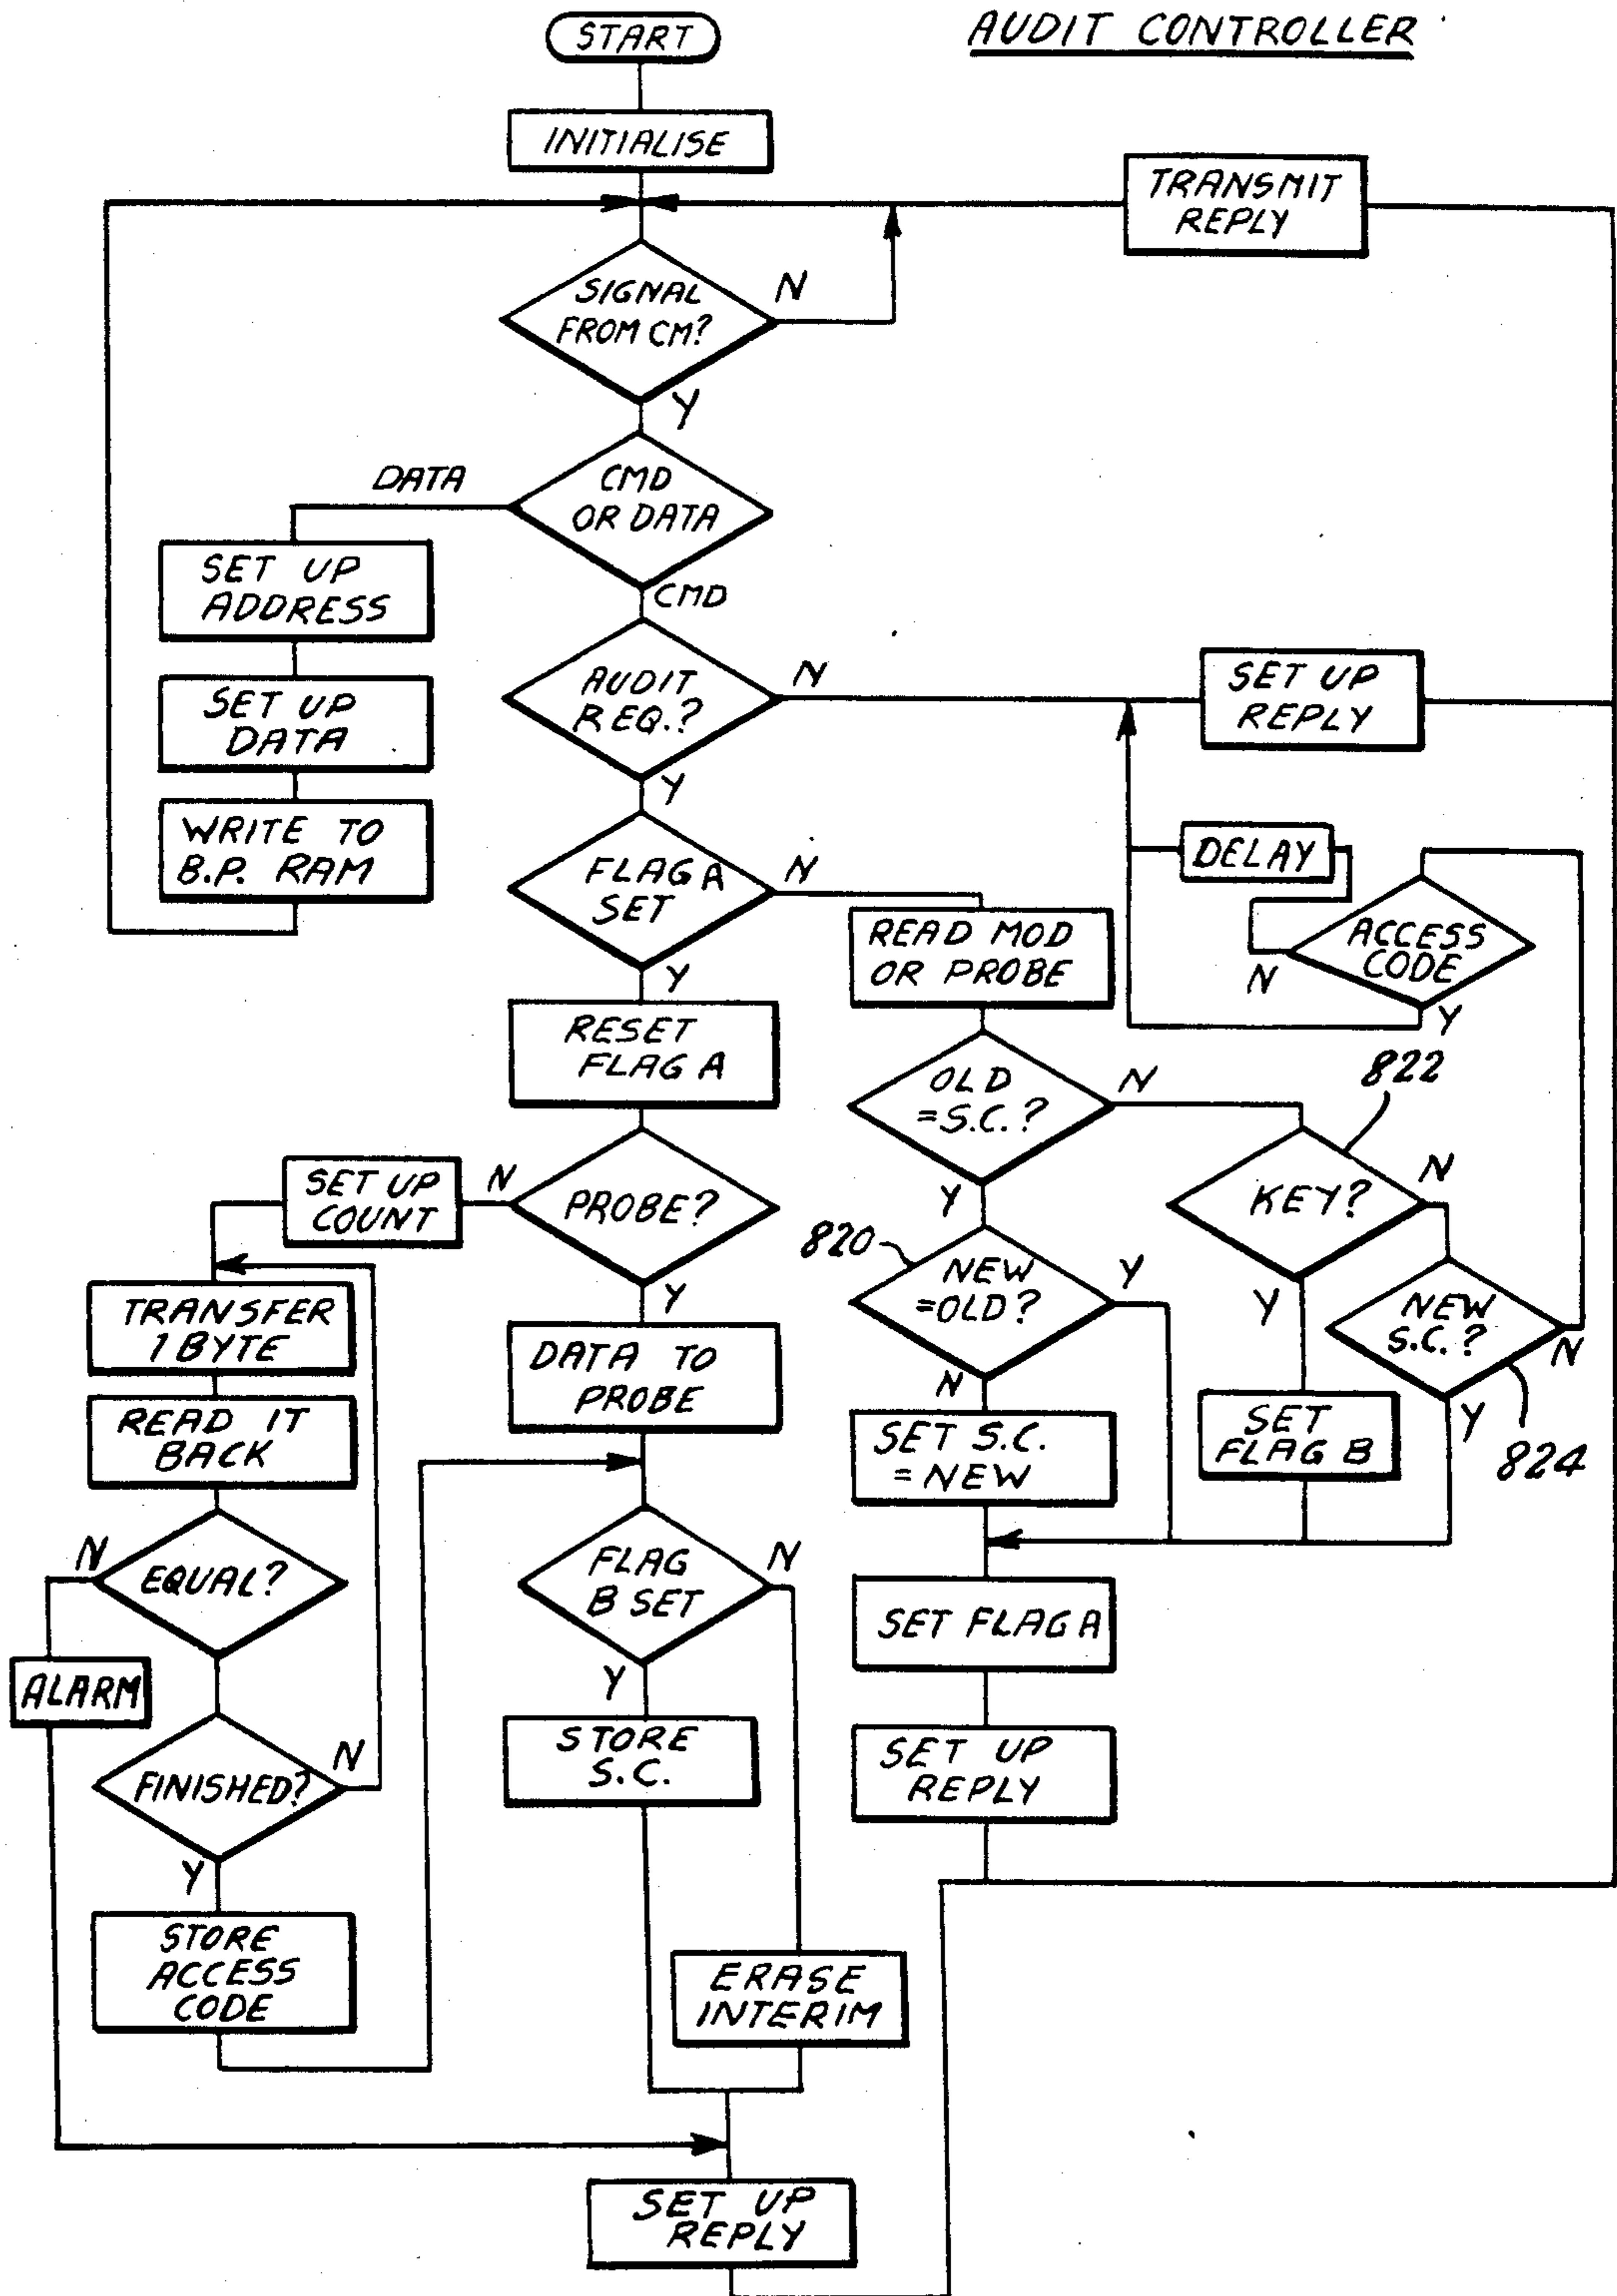 AUDIT CONTROLLER
START
INITIALISE
TRANSMIT
REPLY
SIGNAL
FROM CM?
N
Y
CMD
OR DATA
DATA
CMD
SET UP
ADDRESS
SET UP
DATA
WRITE TO
B.P. RAM
AUDIT
REQ.?
N
Y
SET UP
REPLY
DELAY
ACCESS
CODE
N
Y
FLAG A
SET
N
Y
READ MOD
OR PROBE
RESET
FLAG A
OLD
=S.C.?
N
Y
822
KEY?
N
Y
PROBE?
N
Y
SET UP
COUNT
820
NEW
=OLD?
Y
N
NEW
S.C.?
N
Y
824
TRANSFER
1 BYTE
READ IT
BACK
DATA TO
PROBE
SET S.C.
=NEW
SET
FLAG B
EQUAL?
N
ALARM
FLAG
B SET
N
Y
SET FLAG A
FINISHED?
N
Y
STORE
S.C.
SET UP
REPLY
STORE
ACCESS
CODE
ERASE
INTERIM
SET UP
REPLY